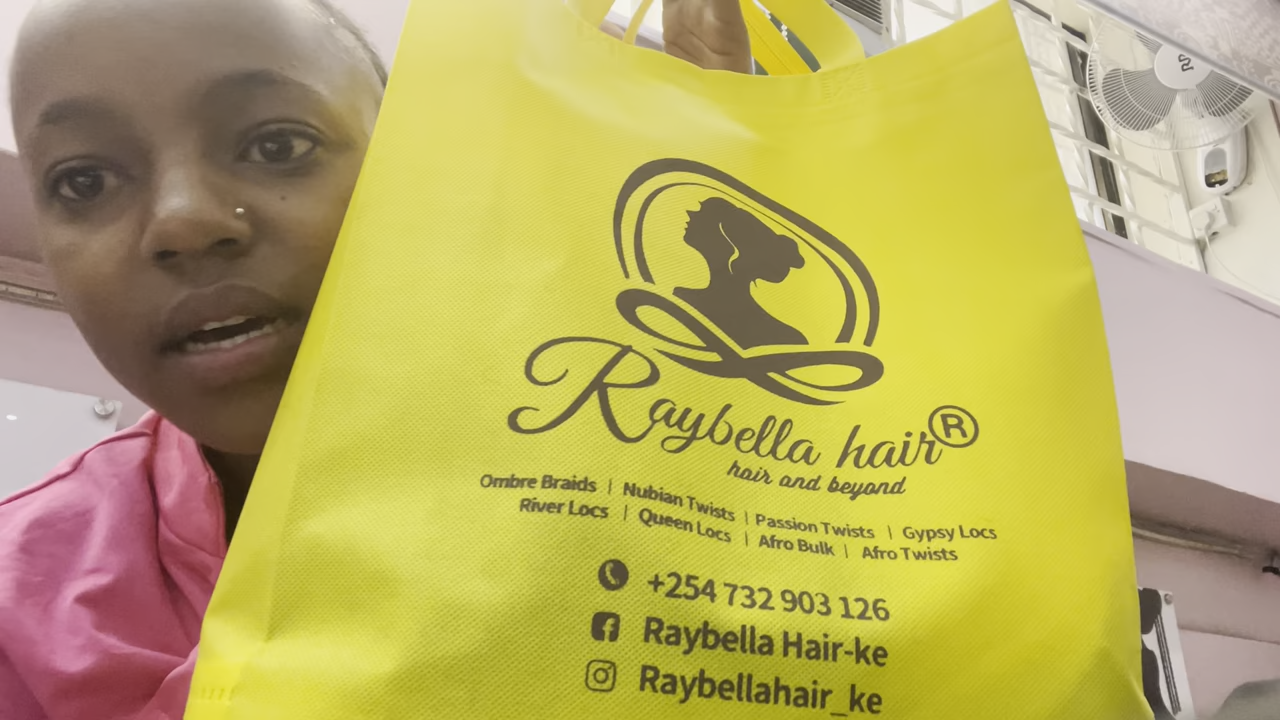 Raybella hair®
hair and beyond
Ombre Braids | Nubian Twists | Passion Twists | Gypsy Locs
River Locs | Queen Locs | Afro Bulk | Afro Twists
+254 732 903 126
Raybella Hair-ke
Raybellahair_ke